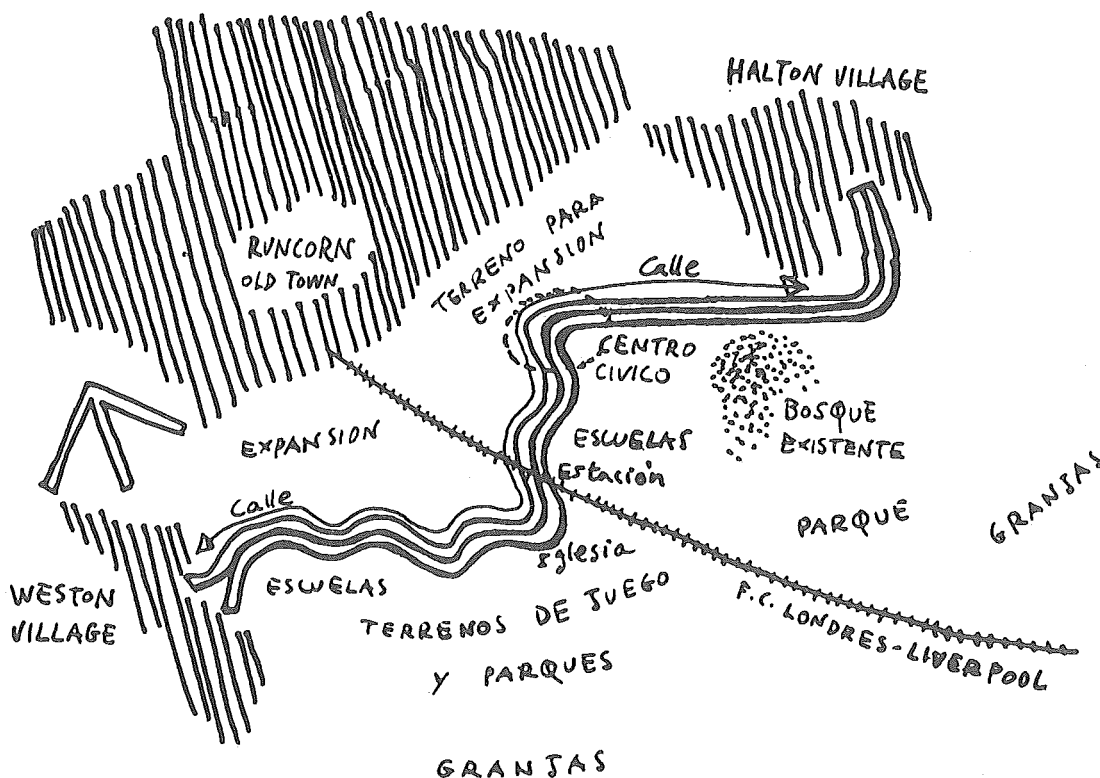 HALTON VILLAGE
RUNCORN
OLD TOWN
TERRENO PARA
EXPANSION
Calle
CENTRO
CIVICO
BOSQUE
EXISTENTE
EXPANSION
ESCUELAS
Estación
GRANJAS
PARQUE
Calle
Iglesia
WESTON
VILLAGE
ESCUELAS
TERRENOS DE JUEGO
Y PARQUES
F.C. LONDRES-LIVERPOOL
GRANJAS